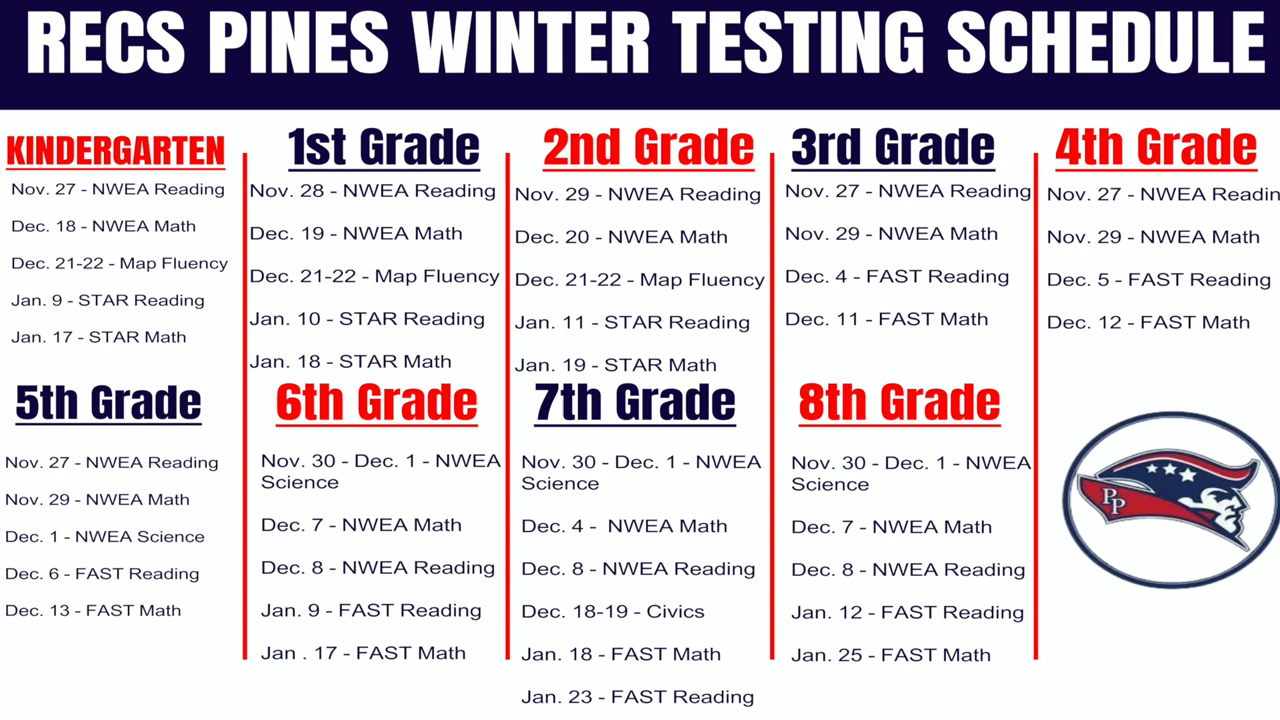 RECS PINES WINTER TESTING SCHEDULE
KINDERGARTEN
Nov. 27 - NWEA Reading
Dec. 18 - NWEA Math
Dec. 21-22 - Map Fluency
Jan. 9 - STAR Reading
Jan. 17 - STAR Math
1st Grade
Nov. 28 - NWEA Reading
Dec. 19 - NWEA Math
Dec. 21-22 - Map Fluency
Jan. 10 - STAR Reading
Jan. 18 - STAR Math
2nd Grade
Nov. 29 - NWEA Reading
Dec. 20 - NWEA Math
Dec. 21-22 - Map Fluency
Jan. 11 - STAR Reading
Jan. 19 - STAR Math
3rd Grade
Nov. 27 - NWEA Reading
Nov. 29 - NWEA Math
Dec. 4 - FAST Reading
Dec. 11 - FAST Math
4th Grade
Nov. 27 - NWEA Readin
Nov. 29 - NWEA Math
Dec. 5 - FAST Reading
Dec. 12 - FAST Math
5th Grade
Nov. 27 - NWEA Reading
Nov. 29 - NWEA Math
Dec. 1 - NWEA Science
Dec. 6 - FAST Reading
Dec. 13 - FAST Math
6th Grade
Nov. 30 - Dec. 1 - NWEA
Science
Dec. 7 - NWEA Math
Dec. 8 - NWEA Reading
Jan. 9 - FAST Reading
Jan . 17 - FAST Math
7th Grade
Nov. 30 - Dec. 1 - NWEA
Science
Dec. 4 -  NWEA Math
Dec. 8 - NWEA Reading
Dec. 18-19 - Civics
Jan. 18 - FAST Math
Jan. 23 - FAST Reading
8th Grade
Nov. 30 - Dec. 1 - NWEA
Science
Dec. 7 - NWEA Math
Dec. 8 - NWEA Reading
Jan. 12 - FAST Reading
Jan. 25 - FAST Math
PP